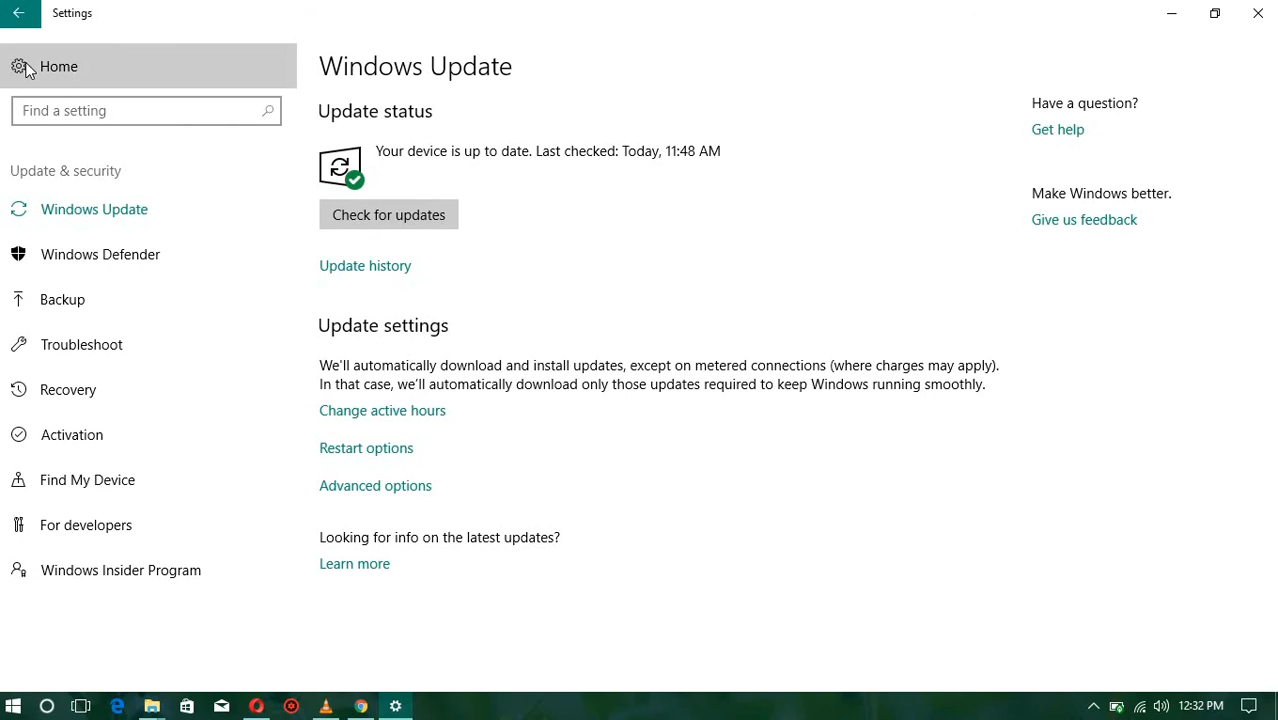 Settings
Home
Find a setting
Update & security
Windows Update
Windows Defender
Backup
Troubleshoot
Recovery
Activation
Find My Device
For developers
Windows Insider Program
Windows Update
Update status
Your device is up to date. Last checked: Today, 11:48 AM
Check for updates
Update history
Update settings
We'll automatically download and install updates, except on metered connections (where charges may apply).
In that case, we'll automatically download only those updates required to keep Windows running smoothly.
Change active hours
Restart options
Advanced options
Looking for info on the latest updates?
Learn more
Have a question?
Get help
Make Windows better.
Give us feedback
12:32 PM